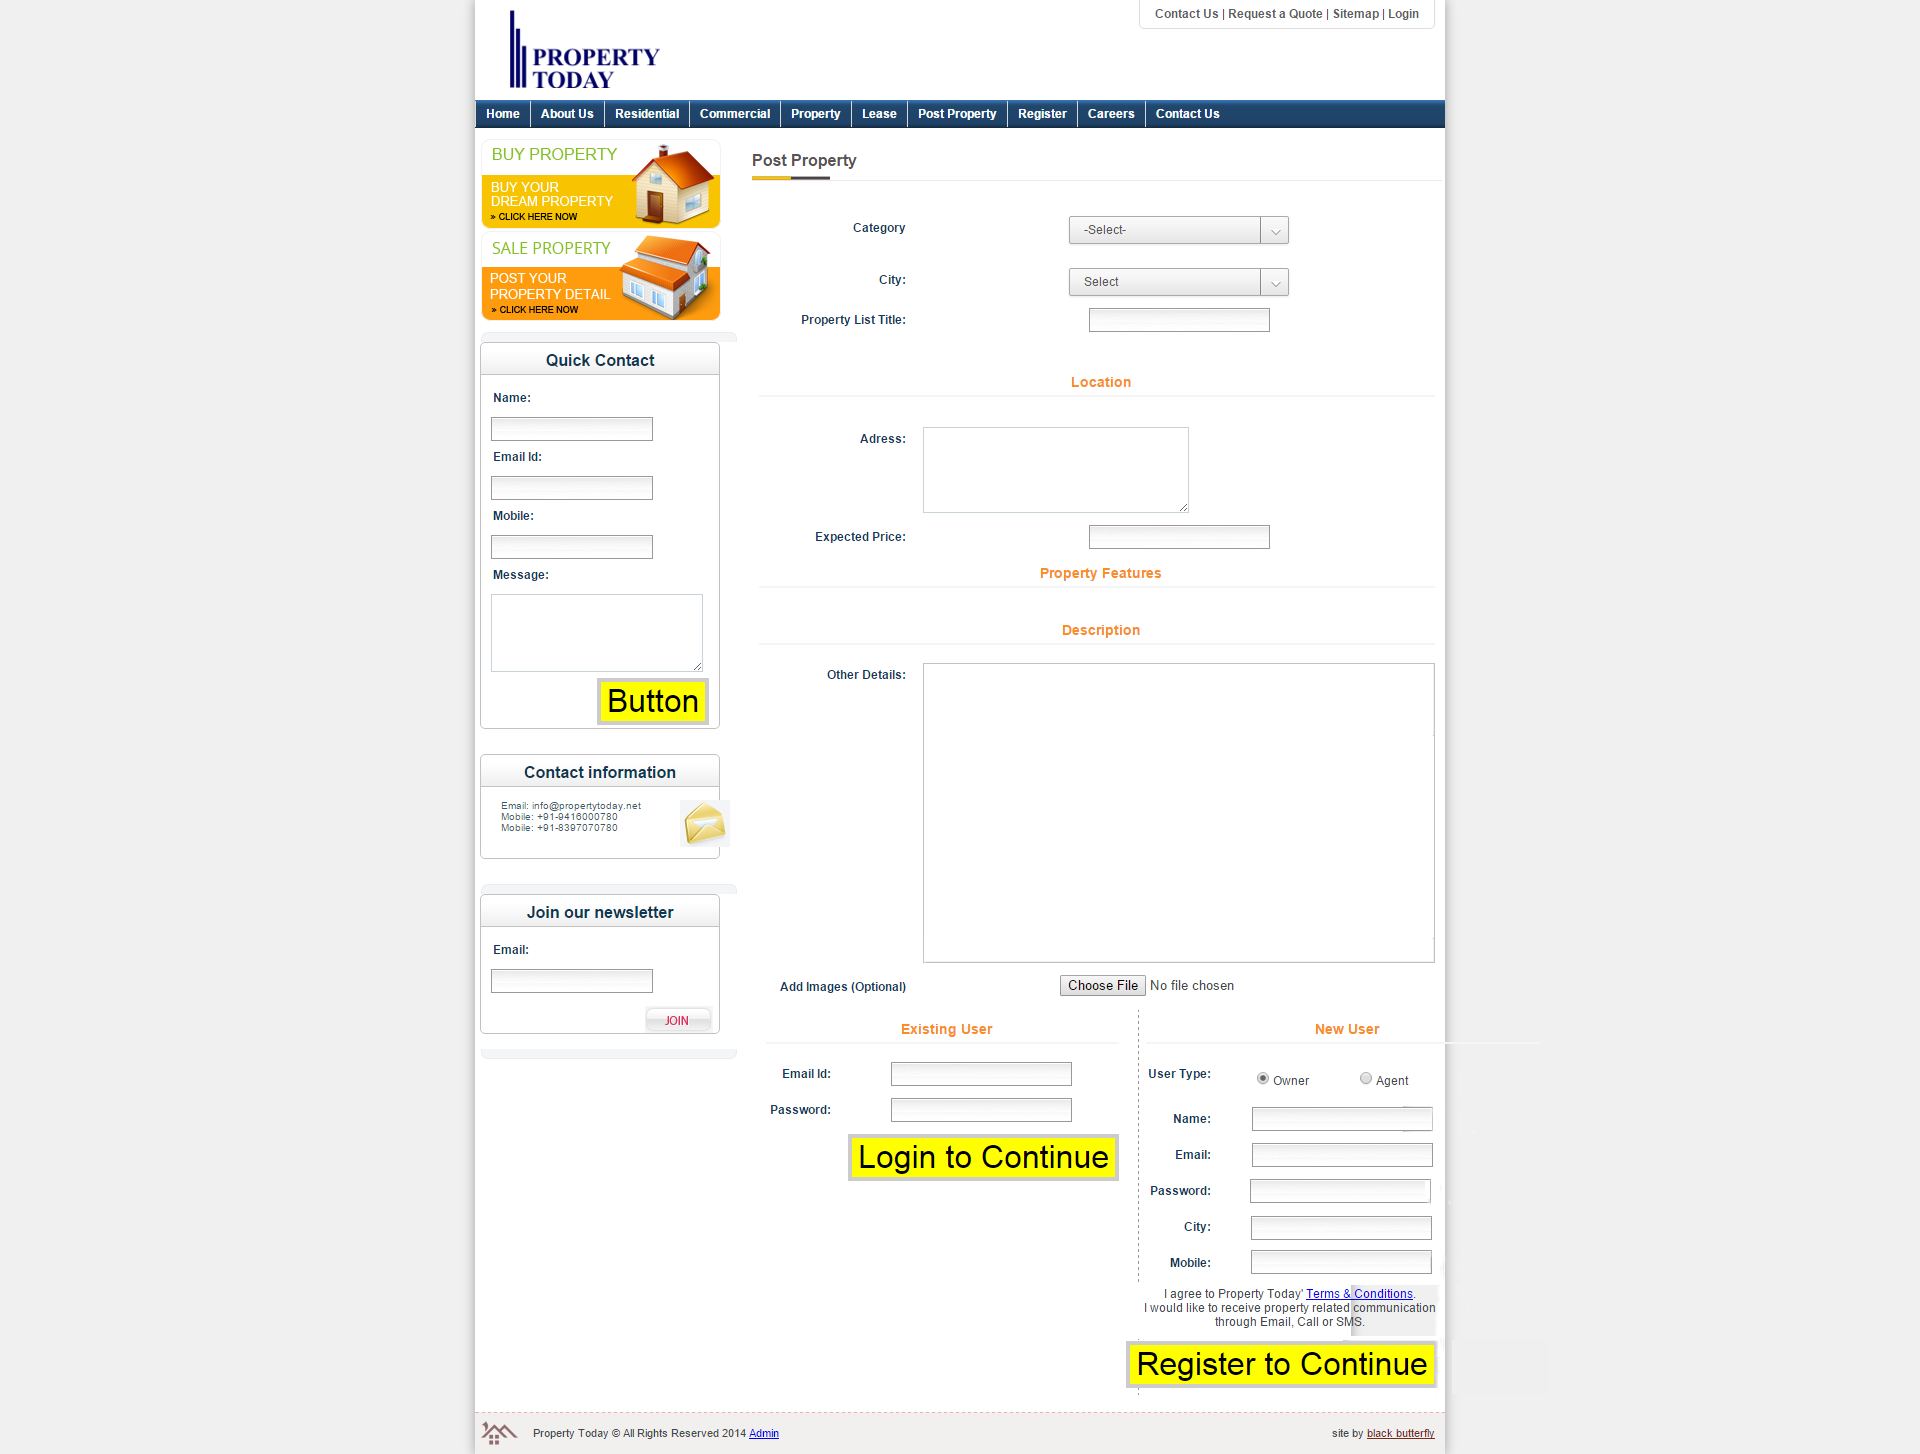 Contact Us | Request a Quote | Sitemap | Login
PROPERTY
TODAY
Home About Us Residential Commercial Property Lease Post Property Register Careers Contact Us
BUY PROPERTY
BUY YOUR
DREAM PROPERTY
» CLICK HERE NOW
SALE PROPERTY
POST YOUR
PROPERTY DETAIL
» CLICK HERE NOW
Quick Contact
Name:
Email Id:
Mobile:
Message:
Button
Contact information
Email: info@propertytoday.net
Mobile: +91-9416000780
Mobile: +91-8397070780
Join our newsletter
Email:
JOIN
Post Property
Category -Select-
City: Select
Property List Title:
Location
Adress:
Expected Price:
Property Features
Description
Other Details:
Add Images (Optional) Choose File No file chosen
Existing User
Email Id:
Password:
Login to Continue
New User
User Type: Owner Agent
Name:
Email:
Password:
City:
Mobile:
I agree to Property Today' Terms & Conditions.
I would like to receive property related communication
through Email, Call or SMS.
Register to Continue
Property Today © All Rights Reserved 2014 Admin
site by black butterfly